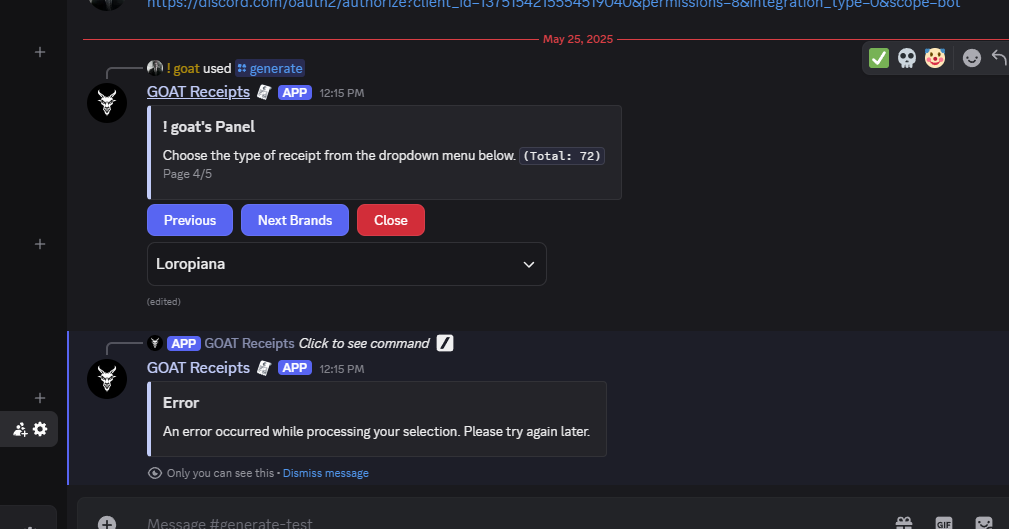 https://discord.com/oauth2/authorize?client_id=1375154215554519040&permissions=8&integration_type=0&scope=bot
May 25, 2025
! goat used generate
GOAT Receipts APP 12:15 PM
! goat's Panel
Choose the type of receipt from the dropdown menu below. (Total: 72)
Page 4/5
Previous Next Brands Close
Loropiana
(edited)
APP GOAT Receipts Click to see command
GOAT Receipts APP 12:15 PM
Error
An error occurred while processing your selection. Please try again later.
Only you can see this • Dismiss message
Message #generate-test
GIF